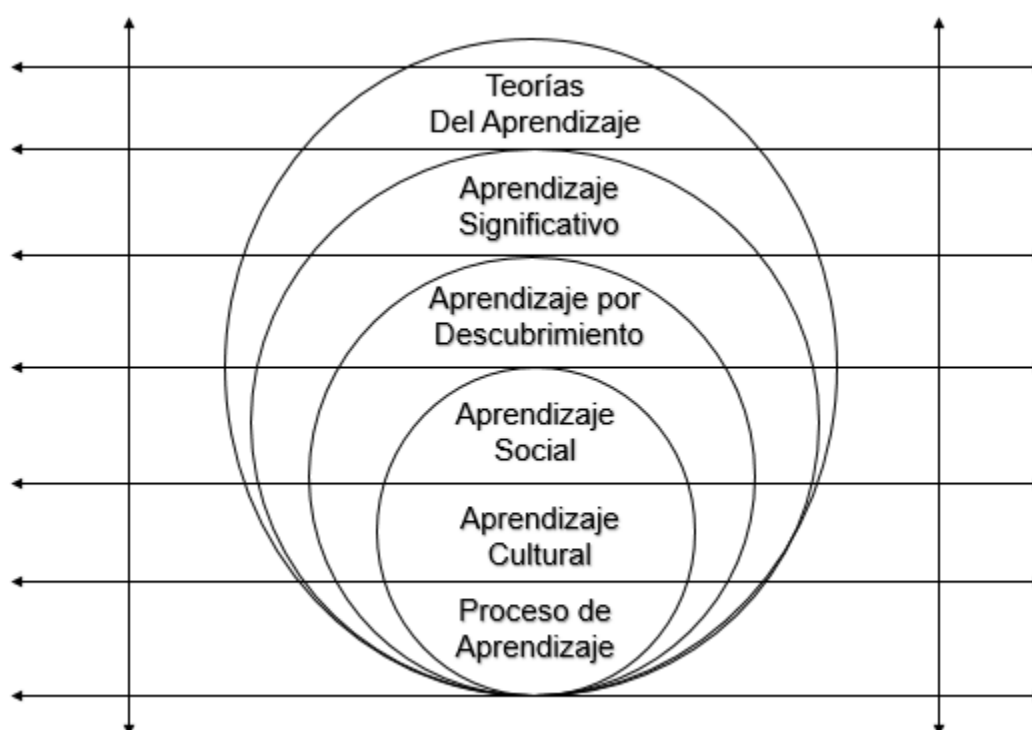 Teorías
Del Aprendizaje
Aprendizaje
Significativo
Aprendizaje por
Descubrimiento
Aprendizaje
Social
Aprendizaje
Cultural
Proceso de
Aprendizaje